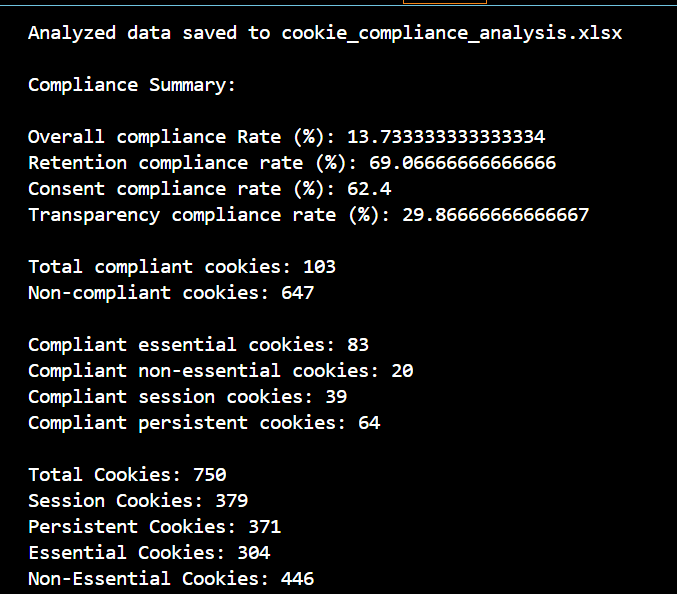 Analyzed data saved to cookie_compliance_analysis.xlsx
Compliance Summary:
Overall compliance Rate (%): 13.733333333333334
Retention compliance rate (%): 69.06666666666666
Consent compliance rate (%): 62.4
Transparency compliance rate (%): 29.86666666666667
Total compliant cookies: 103
Non-compliant cookies: 647
Compliant essential cookies: 83
Compliant non-essential cookies: 20
Compliant session cookies: 39
Compliant persistent cookies: 64
Total Cookies: 750
Session Cookies: 379
Persistent Cookies: 371
Essential Cookies: 304
Non-Essential Cookies: 446